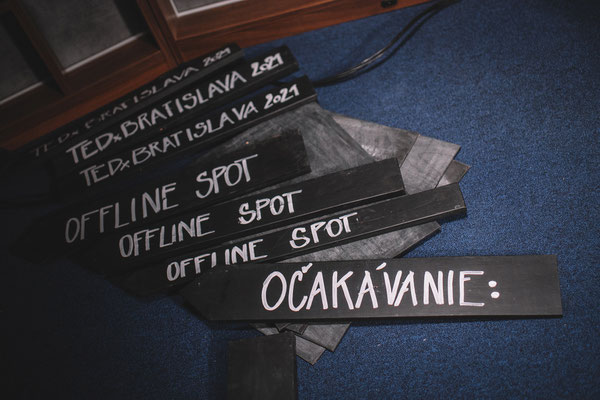 TEDxBRATISLAVA 2021
TEDxBRATISLAVA 2021
TEDxBRATISLAVA 2021
OFFLINE SPOT
OFFLINE SPOT
OFFLINE SPOT
OČAKÁVANIE: